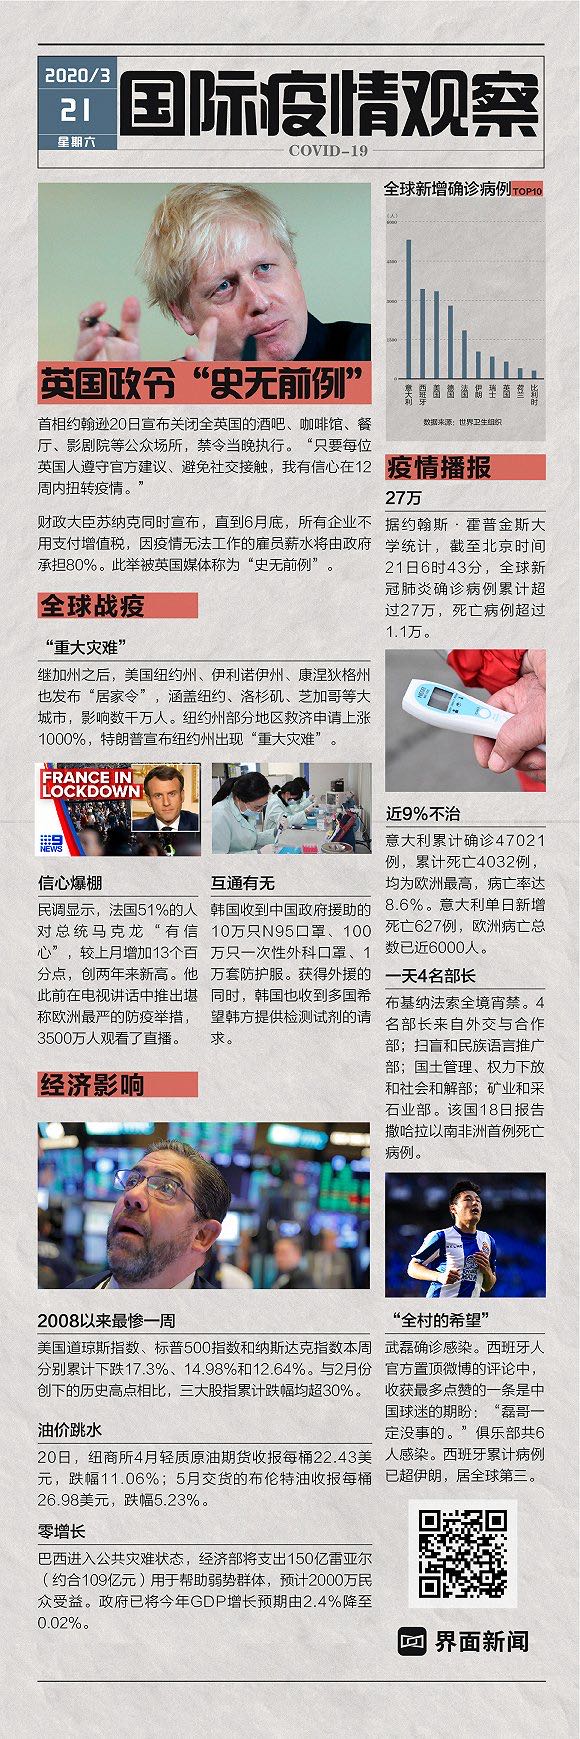 2020/3
21
星期六
国际疫情观察
COVID-19
英国政令“史无前例”
首相约翰逊20日宣布关闭全英国的酒吧、咖啡馆、餐
厅、影剧院等公众场所，禁令当晚执行。“只要每位
英国人遵守官方建议、避免社交接触，我有信心在12
周内扭转疫情。”
财政大臣苏纳克同时宣布，直到6月底，所有企业不
用支付增值税，因疫情无法工作的雇员薪水将由政府
承担80%。此举被英国媒体称为“史无前例”。
全球战疫
“重大灾难”
继加州之后，美国纽约州、伊利诺伊州、康涅狄格州
也发布“居家令”，涵盖纽约、洛杉矶、芝加哥等大
城市，影响数千万人。纽约州部分地区救济申请上涨
1000%，特朗普宣布纽约州出现“重大灾难”。
FRANCE IN
LOCKDOWN
9
NEWS
信心爆棚
民调显示，法国51%的人
对总统马克龙“有信
心”，较上月增加13个百
分点，创两年来新高。他
此前在电视讲话中推出堪
称欧洲最严的防疫举措，
3500万人观看了直播。
互通有无
韩国收到中国政府援助的
10万只N95口罩、100
万只一次性外科口罩、1
万套防护服。获得外援的
同时，韩国也收到多国希
望韩方提供检测试剂的请
求。
经济影响
2008以来最惨一周
美国道琼斯指数、标普500指数和纳斯达克指数本周
分别累计下跌17.3%、14.98%和12.64%。与2月份
创下的历史高点相比，三大股指累计跌幅均超30%。
油价跳水
20日，纽商所4月轻质原油期货收报每桶22.43美
元，跌幅11.06%；5月交货的布伦特油收报每桶
26.98美元，跌幅5.23%。
零增长
巴西进入公共灾难状态，经济部将支出150亿雷亚尔
（约合109亿元）用于帮助弱势群体，预计2000万民
众受益。政府已将今年GDP增长预期由2.4%降至
0.02%。
全球新增确诊病例TOP10
（人）
6000
4500
3000
1500
0
意大利
西班牙
美国
德国
法国
伊朗
瑞士
英国
荷兰
比利时
数据来源：世界卫生组织
疫情播报
27万
据约翰斯·霍普金斯大
学统计，截至北京时间
21日6时43分，全球新
冠肺炎确诊病例累计超
过27万，死亡病例超过
1.1万。
近9%不治
意大利累计确诊47021
例，累计死亡4032例，
均为欧洲最高，病亡率达
8.6%。意大利单日新增
死亡627例，欧洲病亡总
数已近6000人。
一天4名部长
布基纳法索全境宵禁。4
名部长来自外交与合作
部；扫盲和民族语言推广
部；国土管理、权力下放
和社会和解部；矿业和采
石业部。该国18日报告
撒哈拉以南非洲首例死亡
病例。
“全村的希望”
武磊确诊感染。西班牙人
官方置顶微博的评论中，
收获最多点赞的一条是中
国球迷的期盼：“磊哥一
定没事的。”俱乐部共6
人感染。西班牙累计病例
已超伊朗，居全球第三。
界面新闻